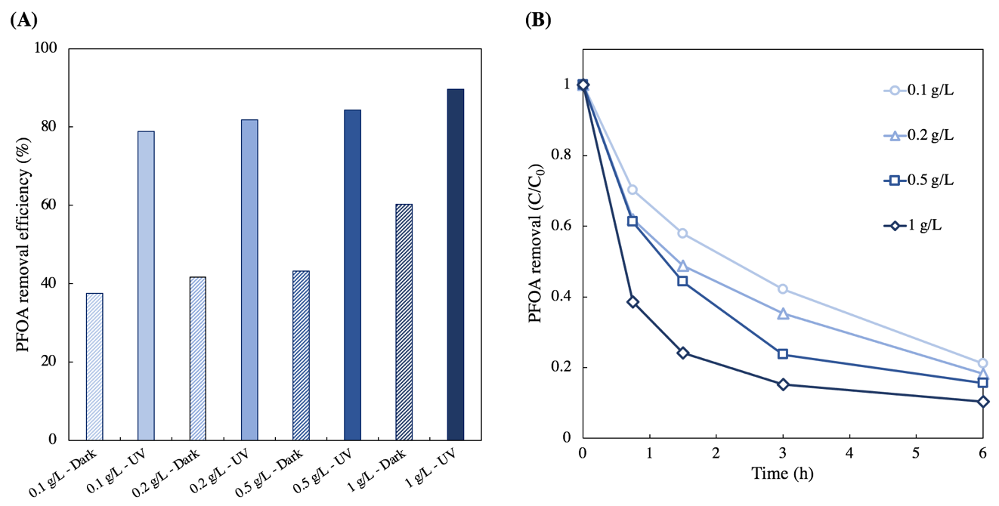 (A)
PFOA removal efficiency (%)
100
80
60
40
20
0
0.1 g/L - Dark
0.1 g/L - UV
0.2 g/L - Dark
0.2 g/L - UV
0.5 g/L - Dark
0.5 g/L - UV
1 g/L - Dark
1 g/L - UV
(B)
PFOA removal (C/C₀)
1
0.8
0.6
0.4
0.2
0
0 1 2 3 4 5 6
Time (h)
0.1 g/L
0.2 g/L
0.5 g/L
1 g/L